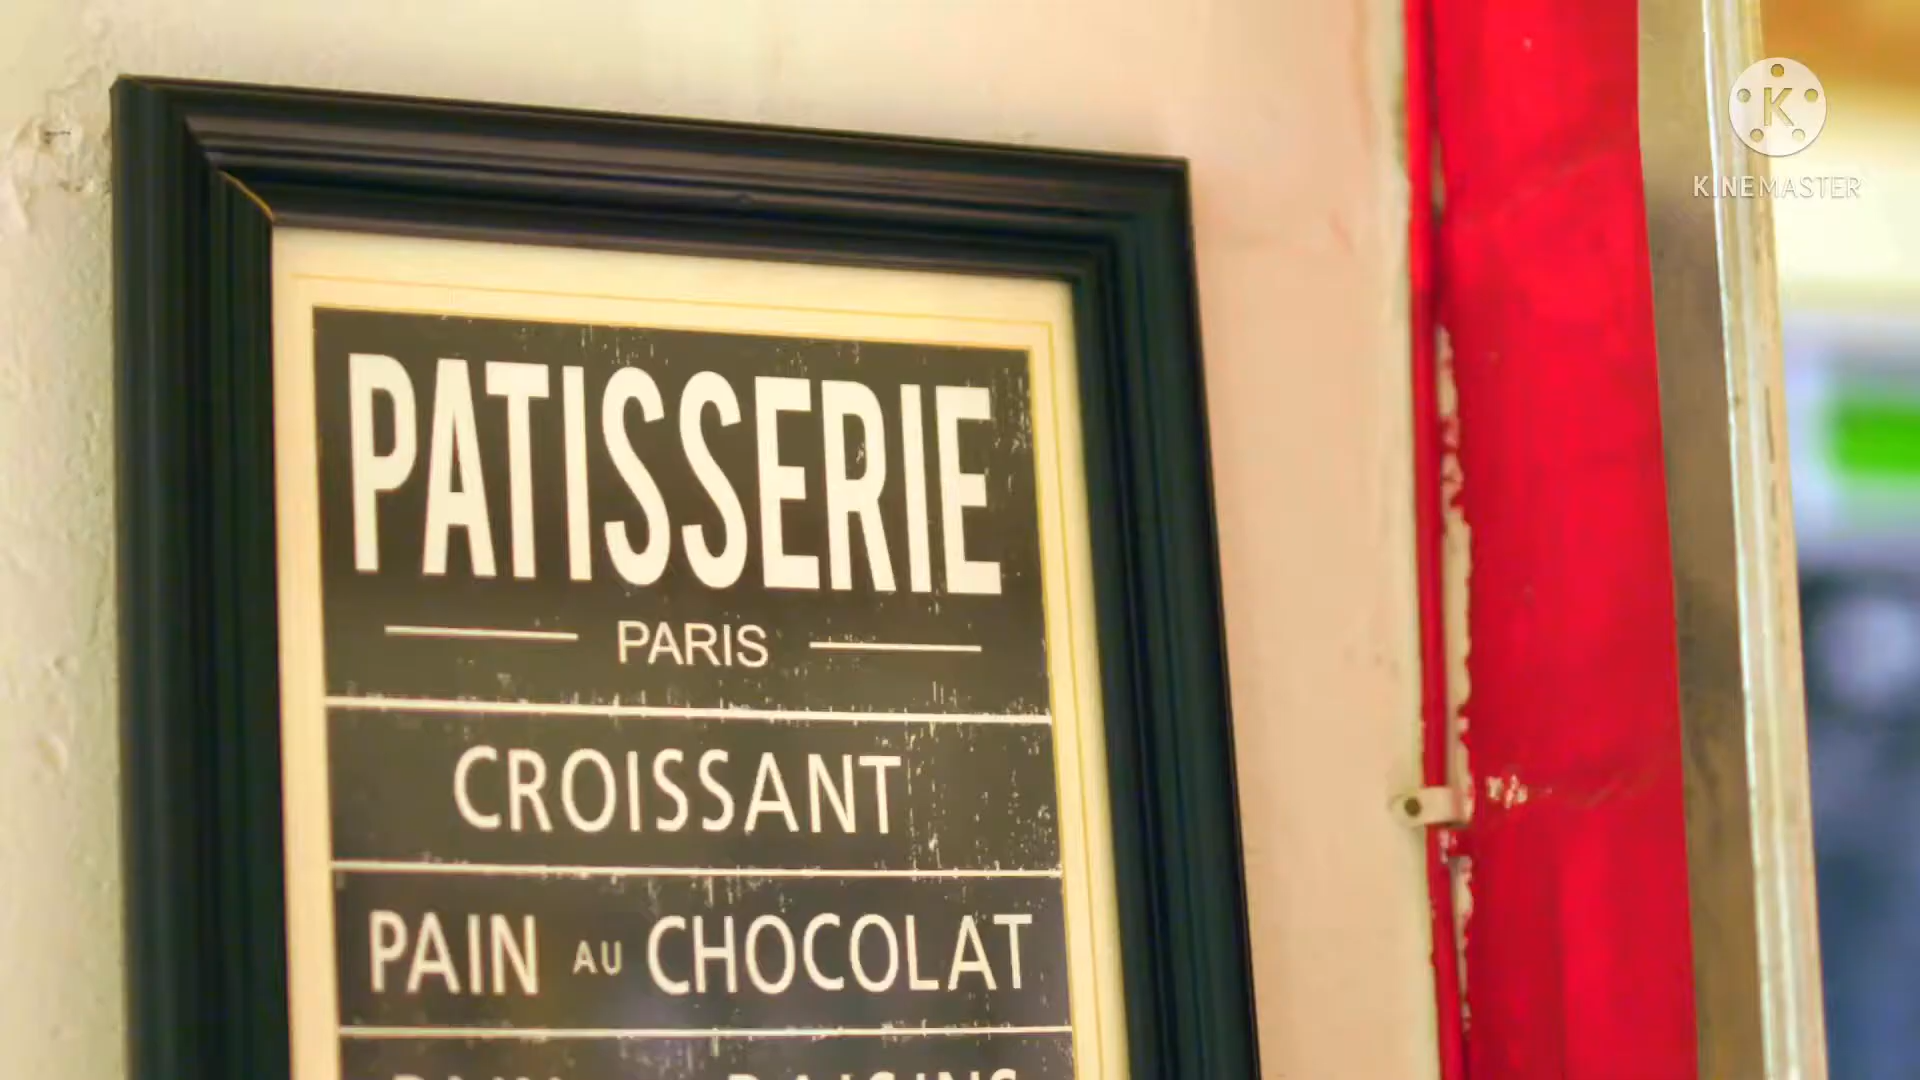 PATISSERIE
PARIS
CROISSANT
PAIN AU CHOCOLAT
K
KINEMASTER